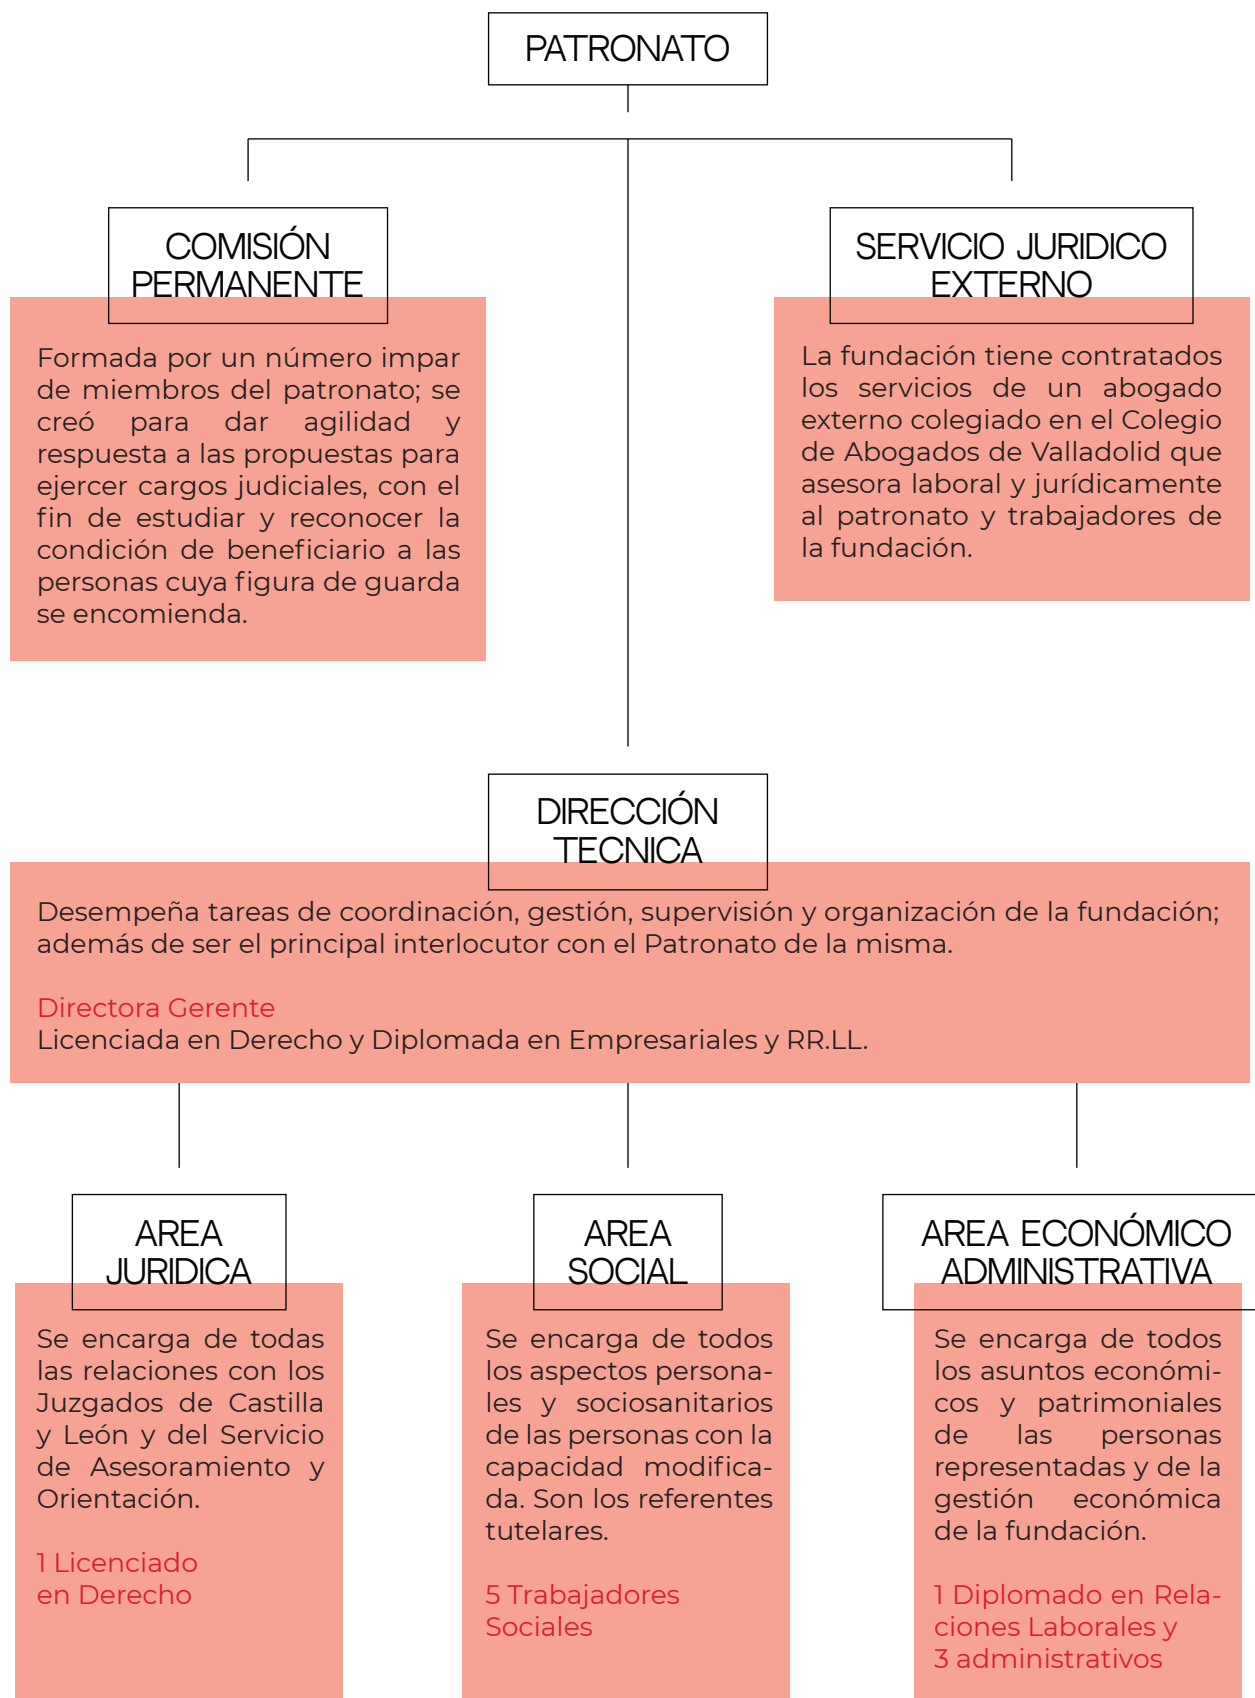 PATRONATO
COMISIÓN
PERMANENTE
Formada por un número impar
de miembros del patronato; se
creó para dar agilidad y
respuesta a las propuestas para
ejercer cargos judiciales, con el
fin de estudiar y reconocer la
condición de beneficiario a las
personas cuya figura de guarda
se encomienda.
SERVICIO JURIDICO
EXTERNO
La fundación tiene contratados
los servicios de un abogado
externo colegiado en el Colegio
de Abogados de Valladolid que
asesora laboral y jurídicamente
al patronato y trabajadores de
la fundación.
DIRECCIÓN
TECNICA
Desempeña tareas de coordinación, gestión, supervisión y organización de la fundación;
además de ser el principal interlocutor con el Patronato de la misma.
Directora Gerente
Licenciada en Derecho y Diplomada en Empresariales y RR.LL.
AREA
JURIDICA
Se encarga de todas
las relaciones con los
Juzgados de Castilla
y León y del Servicio
de Asesoramiento y
Orientación.
1 Licenciado
en Derecho
AREA
SOCIAL
Se encarga de todos
los aspectos persona-
les y sociosanitarios
de las personas con la
capacidad modifica-
da. Son los referentes
tutelares.
5 Trabajadores
Sociales
AREA ECONÓMICO
ADMINISTRATIVA
Se encarga de todos
los asuntos económi-
cos y patrimoniales
de las personas
representadas y de la
gestión económica
de la fundación.
1 Diplomado en Rela-
ciones Laborales y
3 administrativos